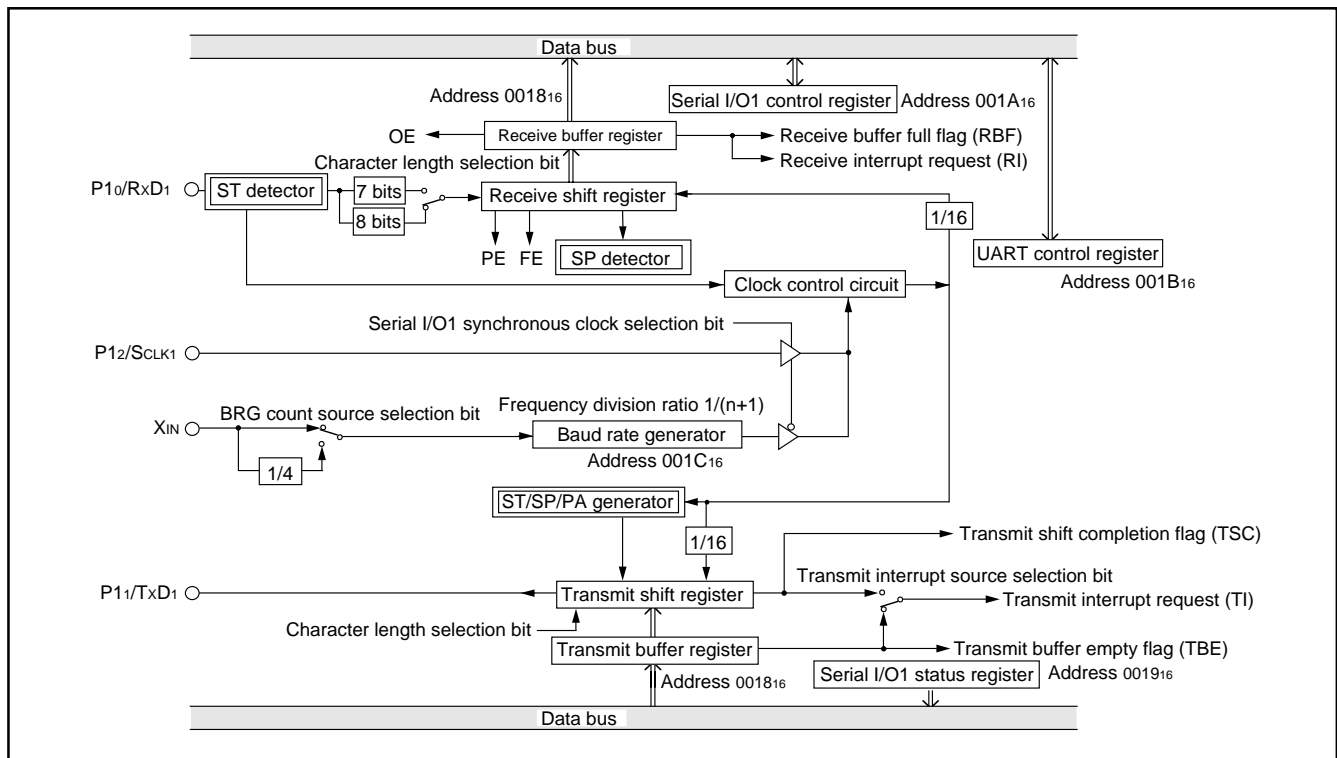 Data bus
Address 0018₁₆
Serial I/O1 control register
Address 001A₁₆
OE
Receive buffer register
Receive buffer full flag (RBF)
Character length selection bit
Receive interrupt request (RI)
P1₀/RxD₁
ST detector
7 bits
8 bits
Receive shift register
1/16
PE
FE
SP detector
UART control register
Address 001B₁₆
Clock control circuit
Serial I/O1 synchronous clock selection bit
P1₂/SCLK1
XIN
BRG count source selection bit
Frequency division ratio 1/(n+1)
Baud rate generator
Address 001C₁₆
1/4
ST/SP/PA generator
1/16
Transmit shift completion flag (TSC)
P1₁/TxD₁
Transmit shift register
Transmit interrupt source selection bit
Transmit interrupt request (TI)
Character length selection bit
Transmit buffer register
Transmit buffer empty flag (TBE)
Address 0018₁₆
Serial I/O1 status register
Address 0019₁₆
Data bus